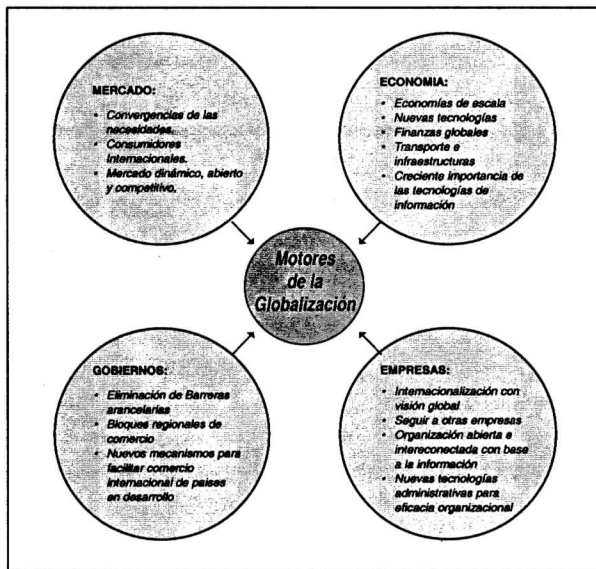 MERCADO:
• Convergencias de las
necesidades.
• Consumidores
Internacionales.
• Mercado dinámico, abierto
y competitivo.
ECONOMIA:
• Economías de escala
• Nuevas tecnologías
• Finanzas globales
• Transporte e
infraestructuras
• Creciente importancia de
las tecnologías de
información
Motores
de la
Globalización
GOBIERNOS:
• Eliminación de Barreras
arancelarias
• Bloques regionales de
comercio
• Nuevos mecanismos para
facilitar comercio
Internacional de paises
en desarrollo
EMPRESAS:
• Internacionalización con
visión global
• Seguir a otras empresas
• Organización abierta e
intereconectada con base
a la información
• Nuevas tecnologías
administrativas para
eficacia organizacional